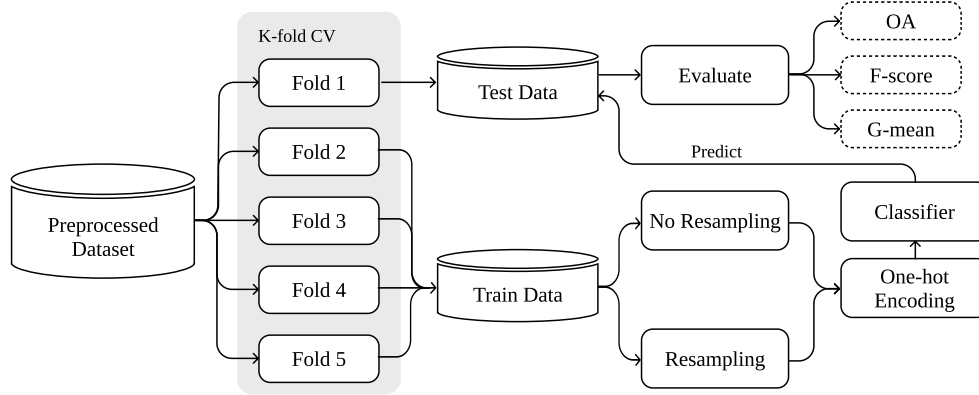 K-fold CV
Fold 1
Fold 2
Fold 3
Fold 4
Fold 5
Preprocessed
Dataset
Test Data
Train Data
Evaluate
OA
F-score
G-mean
Predict
No Resampling
Resampling
Classifier
One-hot
Encoding